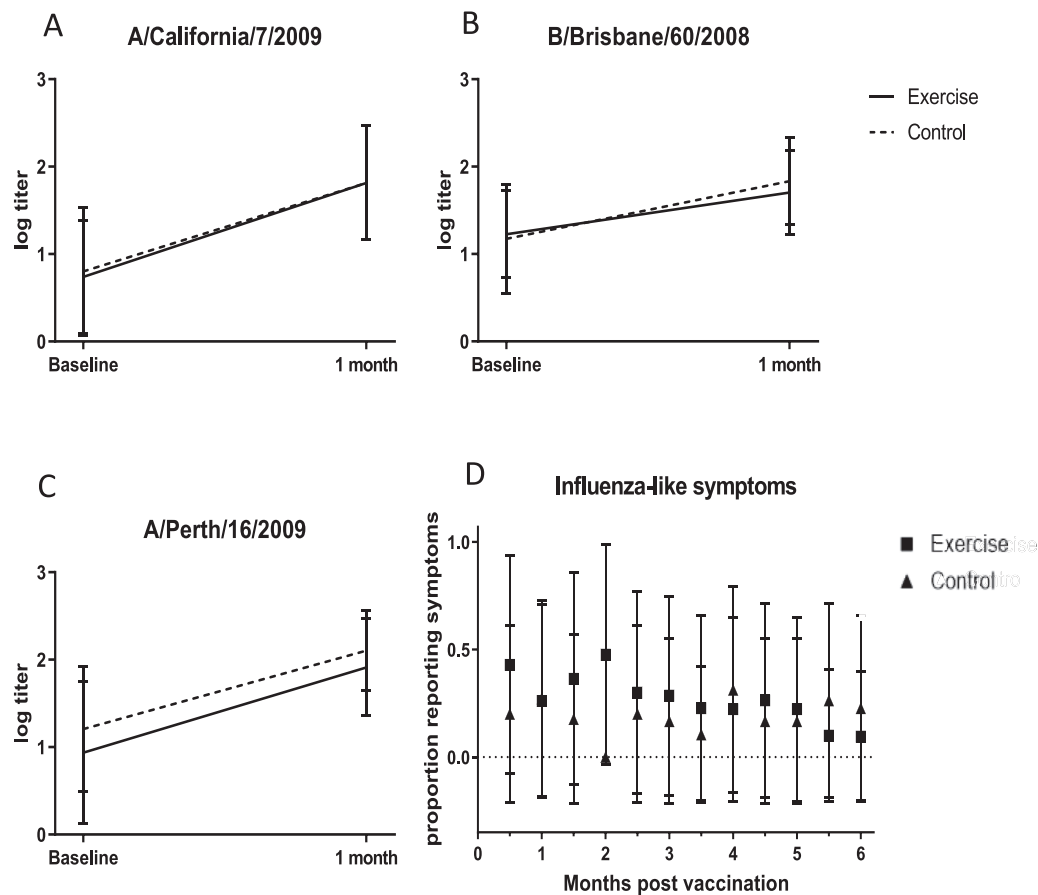 A
A/California/7/2009
log titer
3
2
1
0
Baseline 1 month
B
B/Brisbane/60/2008
log titer
3
2
1
0
Baseline 1 month
Exercise
Control
C
A/Perth/16/2009
log titer
3
2
1
0
Baseline 1 month
D
Influenza-like symptoms
proportion reporting symptoms
1.0
0.5
0.0
0 1 2 3 4 5 6
Months post vaccination
Exercise
Control